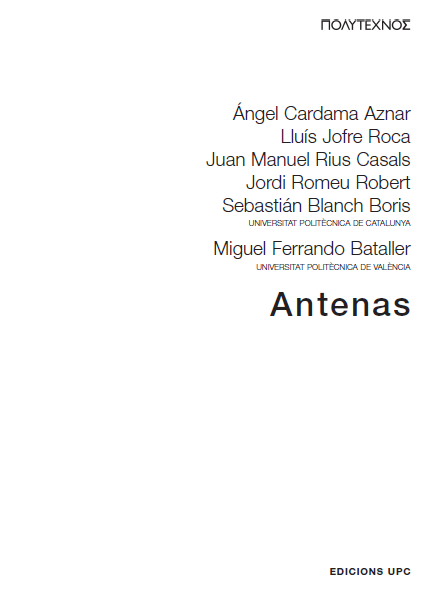 ΠΟΛΥΤΕΧΝΟΣ
Ángel Cardama Aznar
Lluís Jofre Roca
Juan Manuel Rius Casals
Jordi Romeu Robert
Sebastián Blanch Boris
UNIVERSITAT POLITÈCNICA DE CATALUNYA
Miguel Ferrando Bataller
UNIVERSITAT POLITÈCNICA DE VALÈNCIA
Antenas
EDICIONS UPC